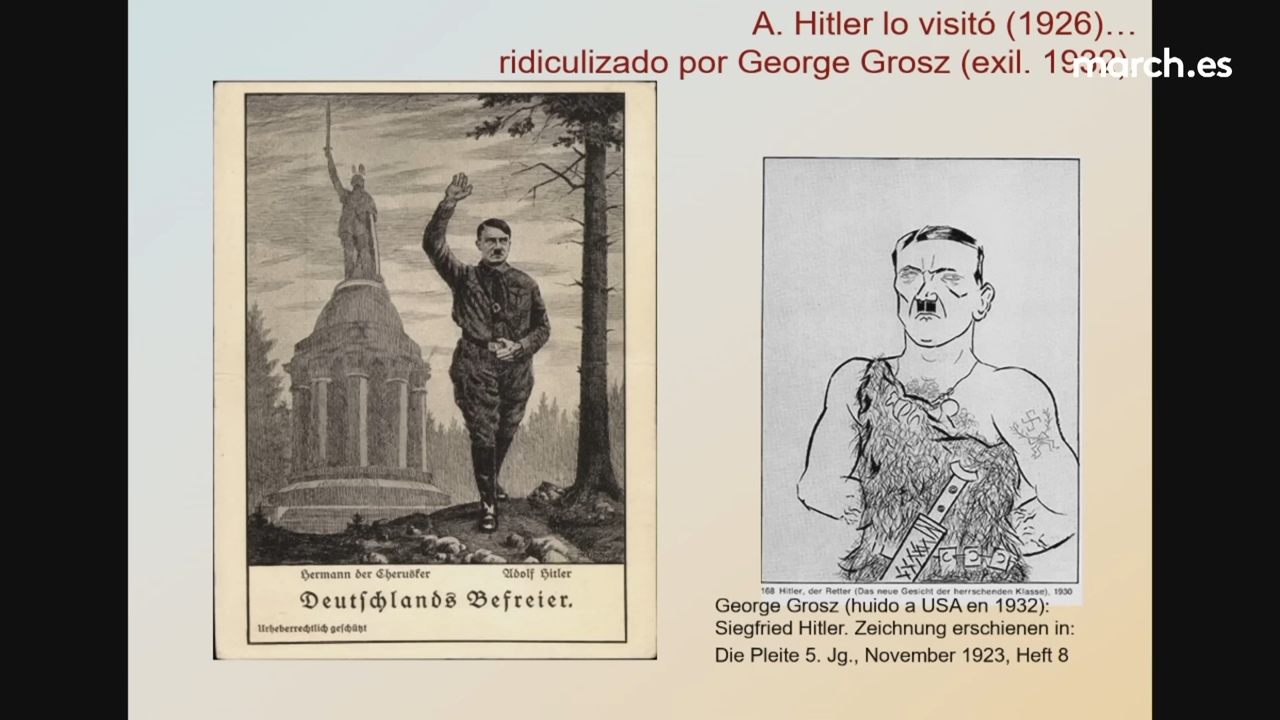 A. Hitler lo visitó (1926)…
ridiculizado por George Grosz (exil. 1932)
march.es
Hermann der Cherusker Adolf Hitler
Deutschlands Befreier.
Urheberrechtlich geschützt
168 Hitler, der Retter (Das neue Gesicht der herrschenden Klasse), 1930
George Grosz (huido a USA en 1932):
Siegfried Hitler. Zeichnung erschienen in:
Die Pleite 5. Jg., November 1923, Heft 8